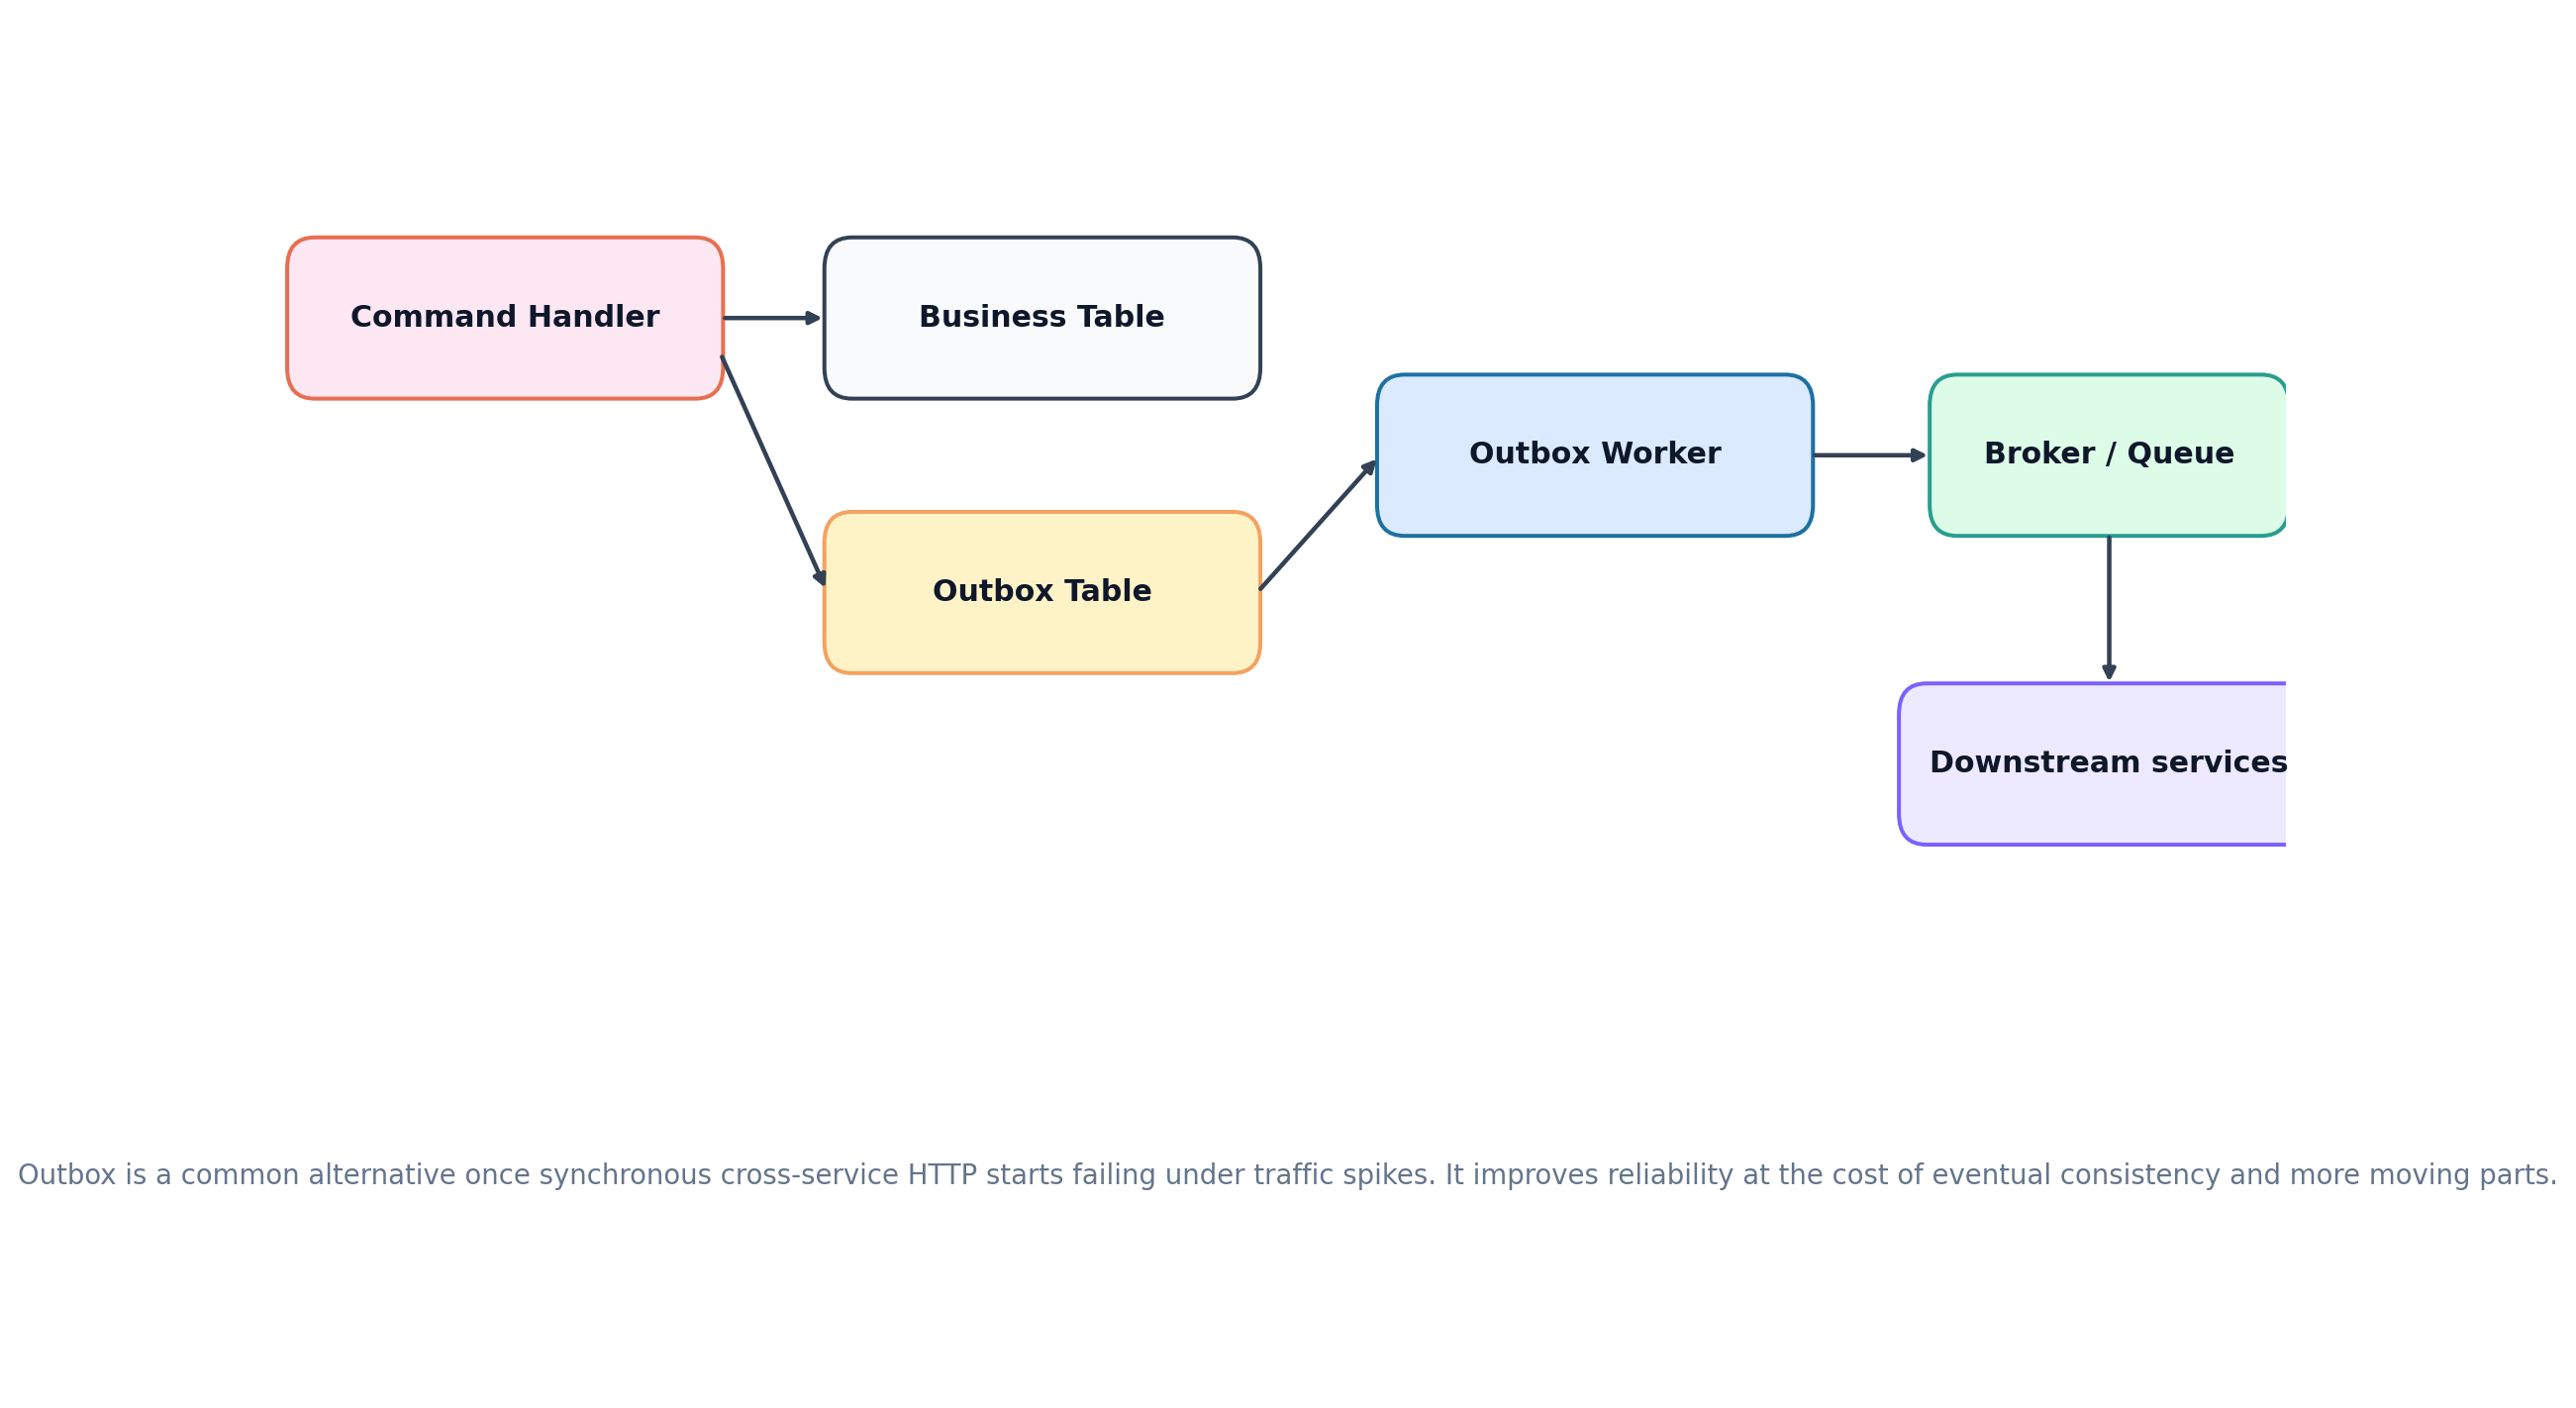 Command Handler
Business Table
Outbox Worker
Broker / Queue
Outbox Table
Downstream services
Outbox is a common alternative once synchronous cross-service HTTP starts failing under traffic spikes. It improves reliability at the cost of eventual consistency and more moving parts.